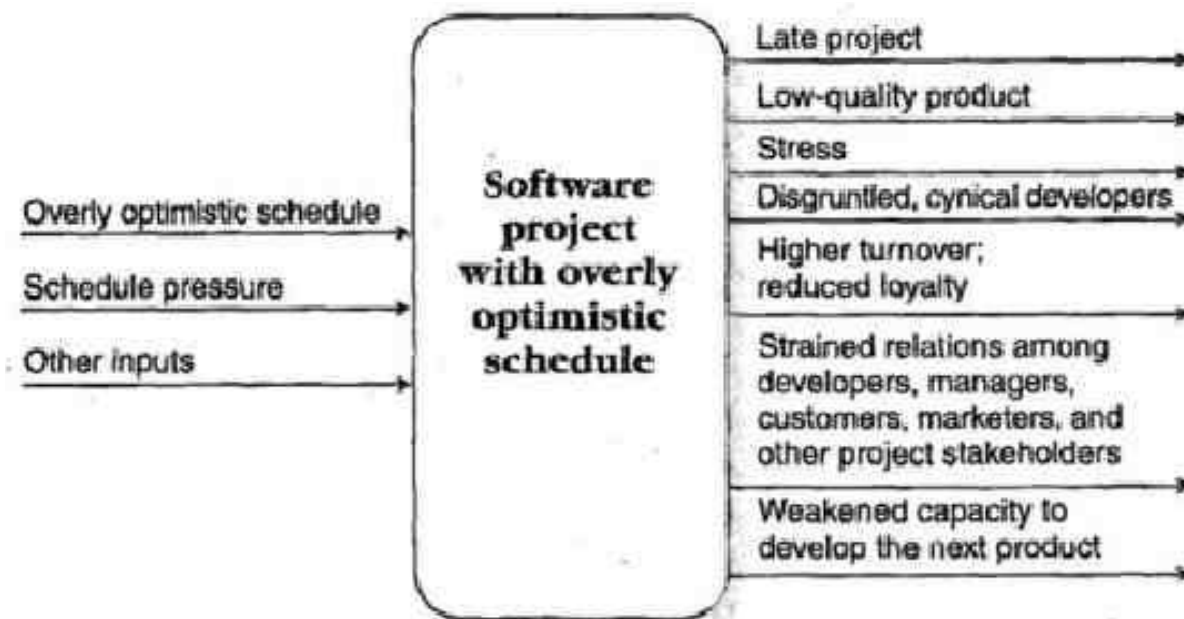 Overly optimistic schedule
Schedule pressure
Other inputs
Software
project
with overly
optimistic
schedule
Late project
Low-quality product
Stress
Disgruntled, cynical developers
Higher turnover;
reduced loyalty
Strained relations among
developers, managers,
customers, marketers, and
other project stakeholders
Weakened capacity to
develop the next product